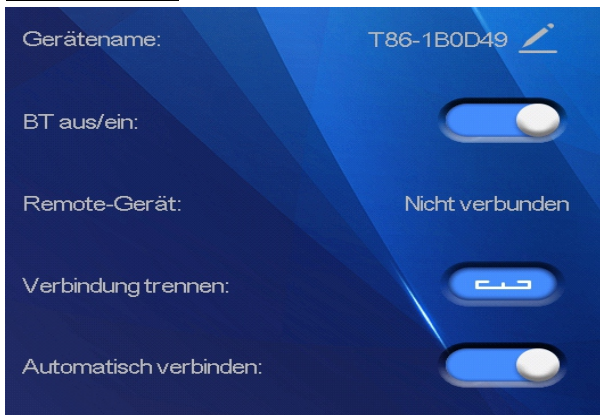 Gerätename: T86-1B0D49
BT aus/ein:
Remote-Gerät: Nicht verbunden
Verbindung trennen:
Automatisch verbinden: